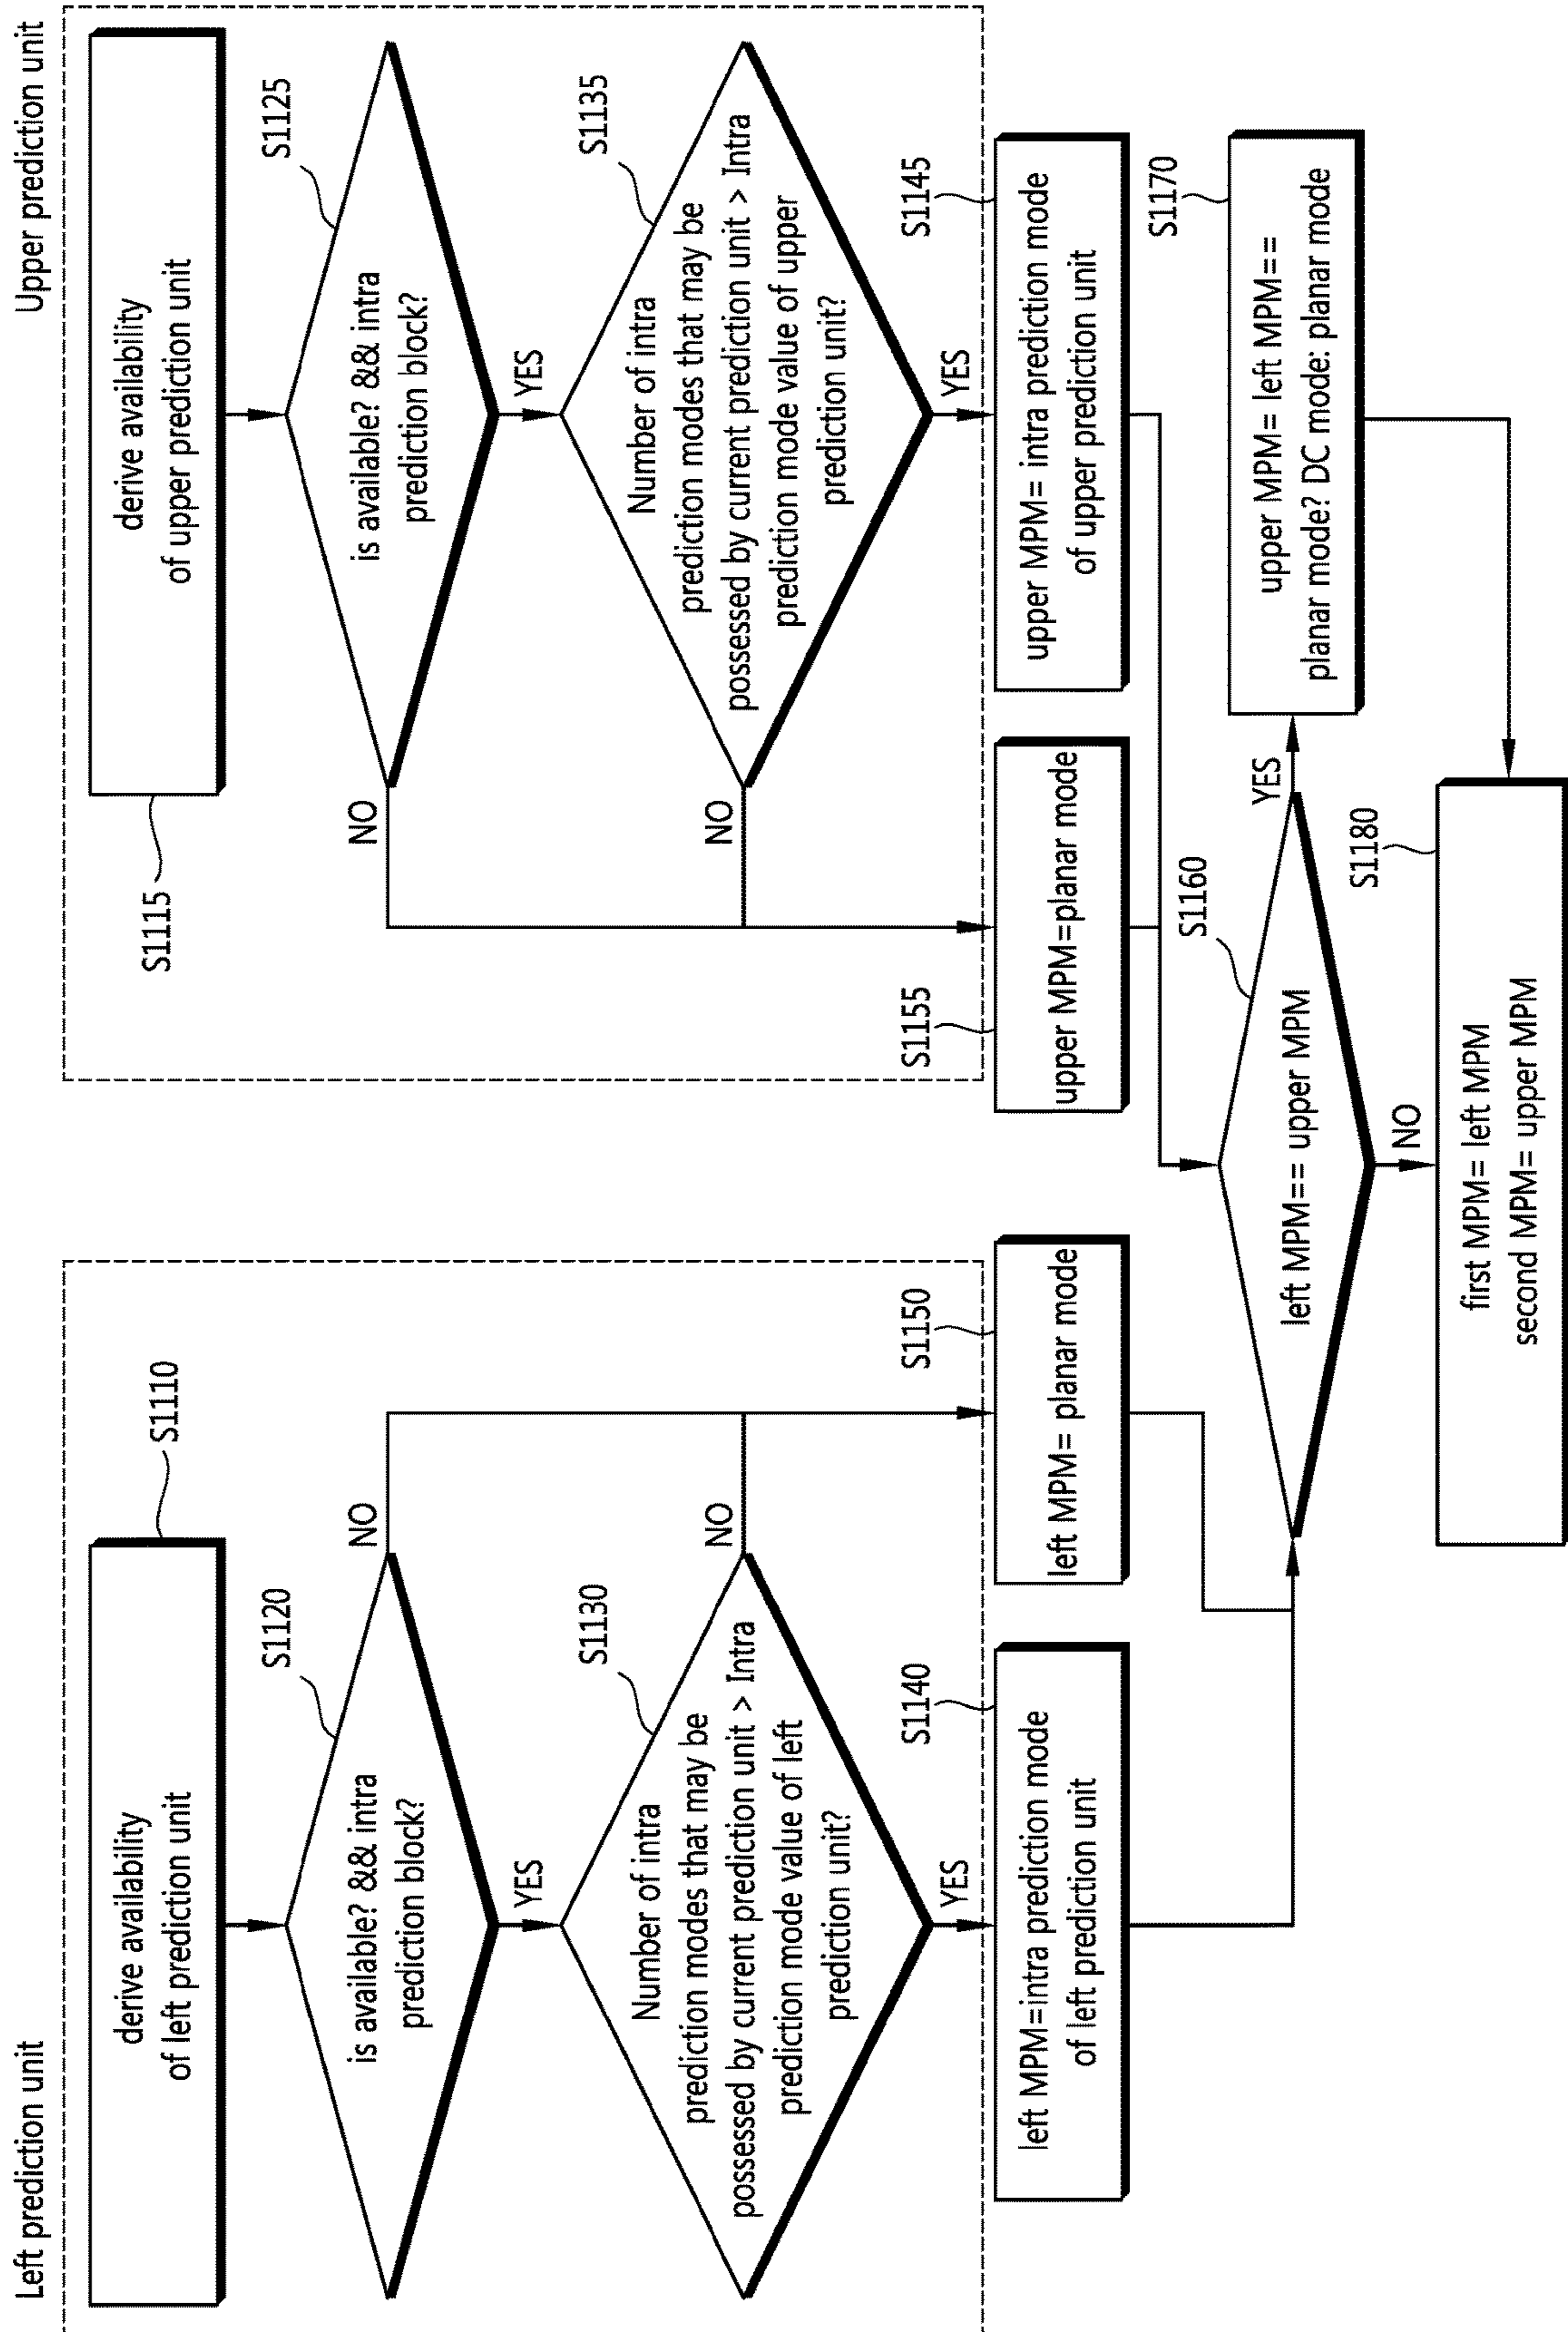 Left prediction unit
derive availability
of left prediction unit
S1110
is available? && intra
prediction block?
S1120
NO
YES
Number of intra
prediction modes that may be
possessed by current prediction unit > Intra
prediction mode value of left
prediction unit?
S1130
NO
YES
left MPM=intra prediction mode
of left prediction unit
S1140
left MPM= planar mode
S1150
Upper prediction unit
derive availability
of upper prediction unit
S1115
is available? && intra
prediction block?
S1125
NO
YES
Number of intra
prediction modes that may be
possessed by current prediction unit > Intra
prediction mode value of upper
prediction unit?
S1135
NO
YES
S1155
upper MPM=planar mode
S1145
upper MPM= intra prediction mode
of upper prediction unit
left MPM== upper MPM
S1160
YES
NO
S1170
upper MPM= left MPM==
planar mode? DC mode: planar mode
S1180
first MPM= left MPM
second MPM= upper MPM